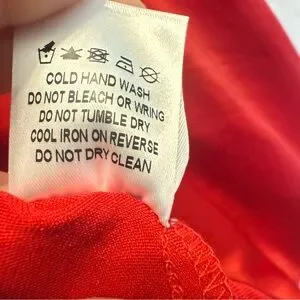 COLD HAND WASH
DO NOT BLEACH OR WRING
DO NOT TUMBLE DRY
COOL IRON ON REVERSE
DO NOT DRY CLEAN